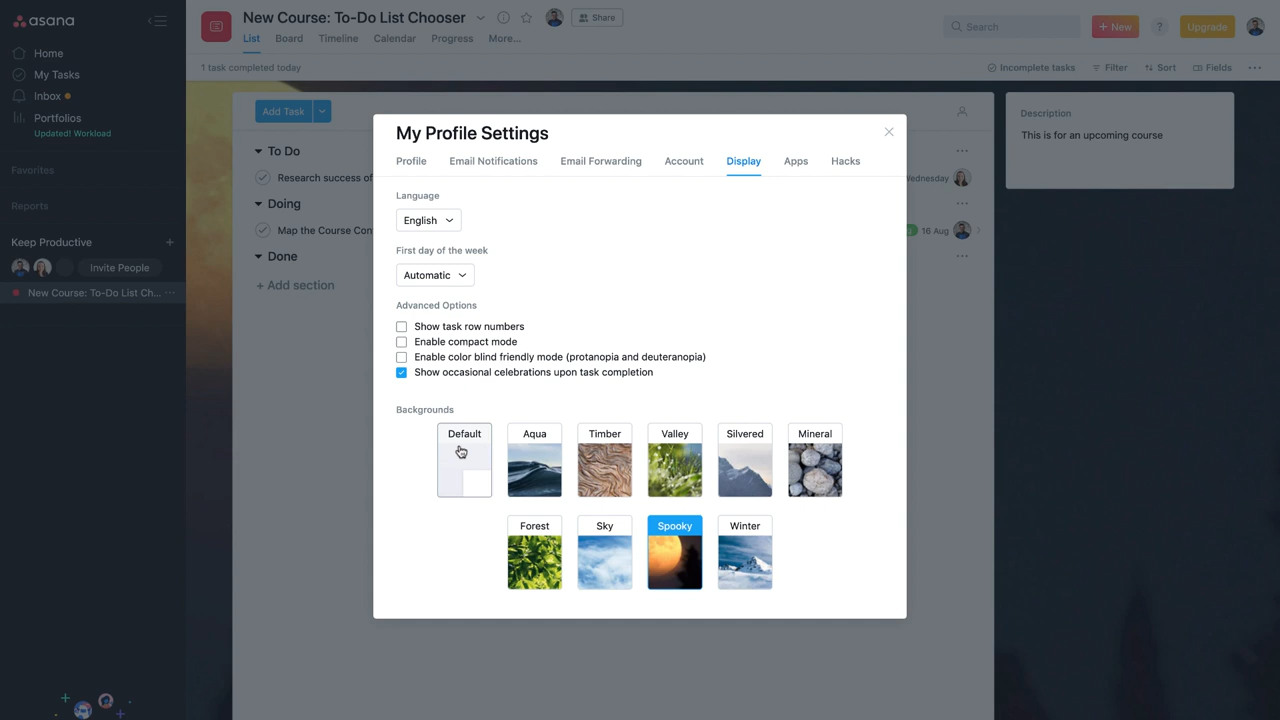 asana
Home
My Tasks
Inbox
Portfolios
Updated! Workload
Favorites
Reports
Keep Productive
Invite People
New Course: To-Do List Ch...
New Course: To-Do List Chooser
Share
List Board Timeline Calendar Progress More...
Search
+ New
?
Upgrade
1 task completed today
Incomplete tasks Filter Sort Fields
Add Task
To Do
Research success of
Wednesday
Doing
Map the Course Con
16 Aug
Done
+ Add section
Description
This is for an upcoming course
My Profile Settings
Profile Email Notifications Email Forwarding Account Display Apps Hacks
Language
English
First day of the week
Automatic
Advanced Options
Show task row numbers
Enable compact mode
Enable color blind friendly mode (protanopia and deuteranopia)
Show occasional celebrations upon task completion
Backgrounds
Default Aqua Timber Valley Silvered Mineral
Forest Sky Spooky Winter